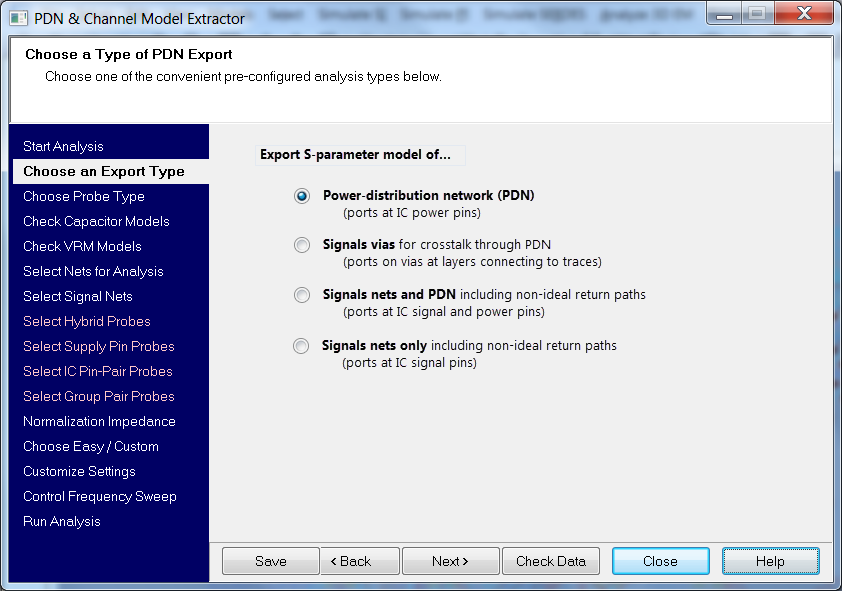 PDN & Channel Model Extractor
Choose a Type of PDN Export
Choose one of the convenient pre-configured analysis types below.
Start Analysis
Choose an Export Type
Choose Probe Type
Check Capacitor Models
Check VRM Models
Select Nets for Analysis
Select Signal Nets
Select Hybrid Probes
Select Supply Pin Probes
Select IC Pin-Pair Probes
Select Group Pair Probes
Normalization Impedance
Choose Easy / Custom
Customize Settings
Control Frequency Sweep
Run Analysis
Export S-parameter model of...
Power-distribution network (PDN)
(ports at IC power pins)
Signals vias for crosstalk through PDN
(ports on vias at layers connecting to traces)
Signals nets and PDN including non-ideal return paths
(ports at IC signal and power pins)
Signals nets only including non-ideal return paths
(ports at IC signal pins)
Save
< Back
Next >
Check Data
Close
Help